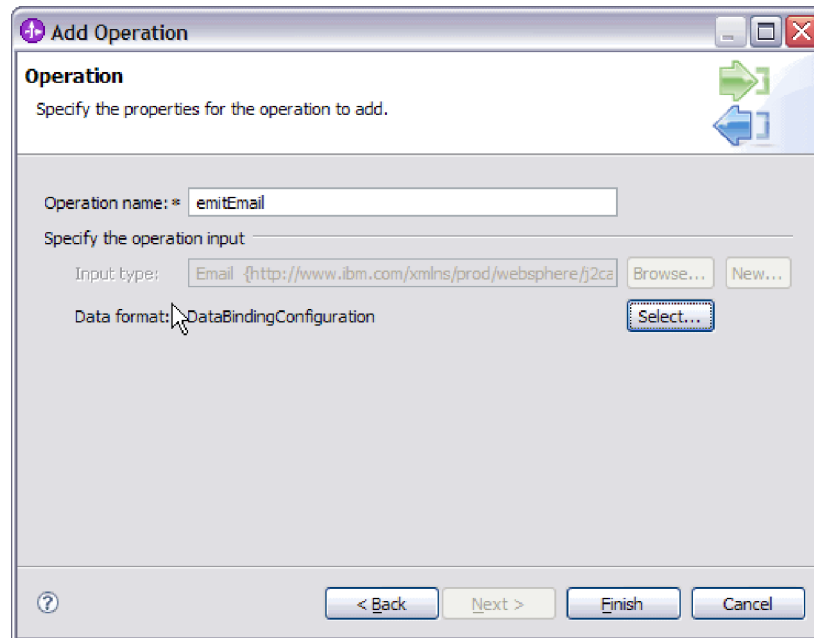 Add Operation
Operation
Specify the properties for the operation to add.
Operation name: * emitEmail
Specify the operation input
Input type: Email {http://www.ibm.com/xmlns/prod/websphere/j2ca Browse... New...
Data format: DataBindingConfiguration Select...
? < Back Next > Finish Cancel